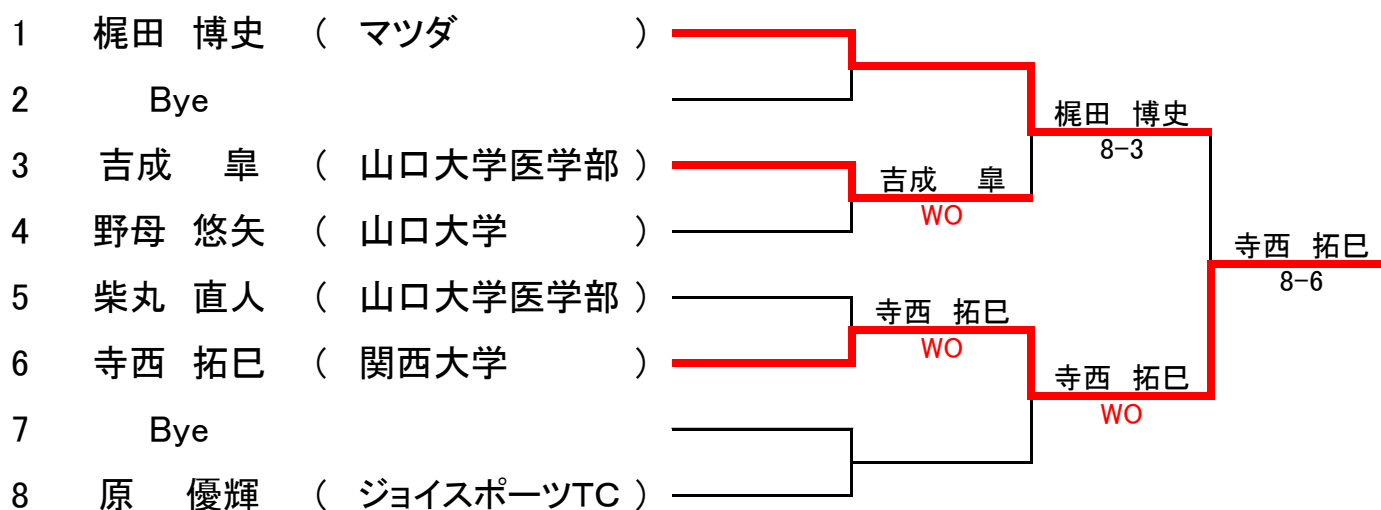 1 梶田 博史 ( マツダ )
2 Bye
梶田 博史
8-3
3 吉成 皐 ( 山口大学医学部 )
吉成 皐
WO
4 野母 悠矢 ( 山口大学 )
寺西 拓巳
8-6
5 柴丸 直人 ( 山口大学医学部 )
寺西 拓巳
WO
6 寺西 拓巳 ( 関西大学 )
寺西 拓巳
WO
7 Bye
8 原 優輝 ( ジョイスポーツTC )